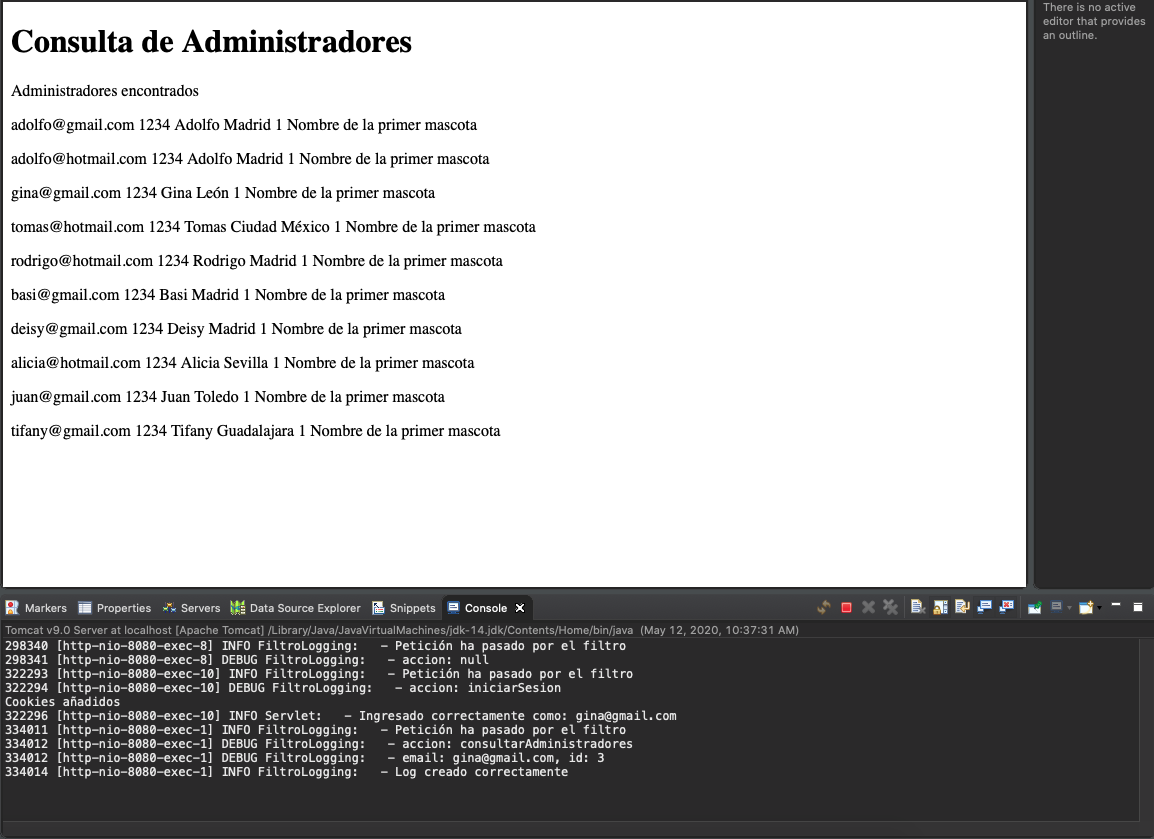 There is no active
editor that provides
an outline.
Consulta de Administradores
Administradores encontrados
adolfo@gmail.com 1234 Adolfo Madrid 1 Nombre de la primer mascota
adolfo@hotmail.com 1234 Adolfo Madrid 1 Nombre de la primer mascota
gina@gmail.com 1234 Gina León 1 Nombre de la primer mascota
tomas@hotmail.com 1234 Tomas Ciudad México 1 Nombre de la primer mascota
rodrigo@hotmail.com 1234 Rodrigo Madrid 1 Nombre de la primer mascota
basi@gmail.com 1234 Basi Madrid 1 Nombre de la primer mascota
deisy@gmail.com 1234 Deisy Madrid 1 Nombre de la primer mascota
alicia@hotmail.com 1234 Alicia Sevilla 1 Nombre de la primer mascota
juan@gmail.com 1234 Juan Toledo 1 Nombre de la primer mascota
tifany@gmail.com 1234 Tifany Guadalajara 1 Nombre de la primer mascota
Markers Properties Servers Data Source Explorer Snippets Console
Tomcat v9.0 Server at localhost [Apache Tomcat] /Library/Java/JavaVirtualMachines/jdk-14.jdk/Contents/Home/bin/java (May 12, 2020, 10:37:31 AM)
298340 [http-nio-8080-exec-8] INFO FiltroLogging:   - Petición ha pasado por el filtro
298341 [http-nio-8080-exec-8] DEBUG FiltroLogging:   - accion: null
322293 [http-nio-8080-exec-10] INFO FiltroLogging:   - Petición ha pasado por el filtro
322294 [http-nio-8080-exec-10] DEBUG FiltroLogging:   - accion: iniciarSesion
Cookies añadidos
322296 [http-nio-8080-exec-10] INFO Servlet:   - Ingresado correctamente como: gina@gmail.com
334011 [http-nio-8080-exec-1] INFO FiltroLogging:   - Petición ha pasado por el filtro
334012 [http-nio-8080-exec-1] DEBUG FiltroLogging:   - accion: consultarAdministradores
334012 [http-nio-8080-exec-1] DEBUG FiltroLogging:   - email: gina@gmail.com, id: 3
334014 [http-nio-8080-exec-1] INFO FiltroLogging:   - Log creado correctamente